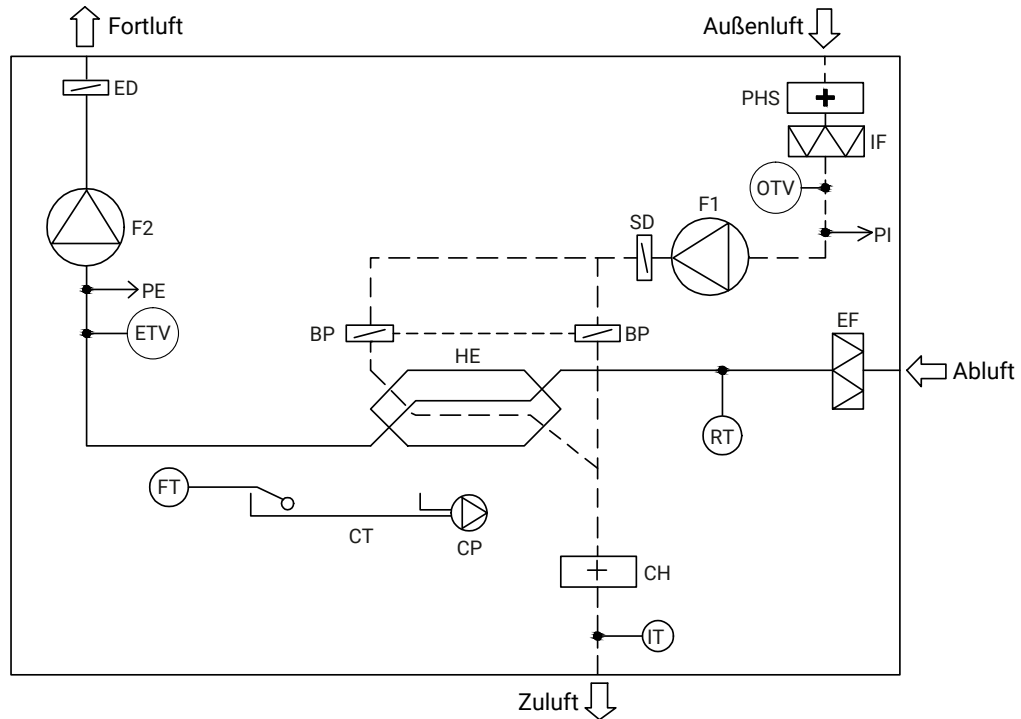 Fortluft
Außenluft
ED
PHS
IF
OTV
F1
F2
SD
PI
PE
ETV
BP
BP
EF
HE
Abluft
RT
FT
CT
CP
CH
IT
Zuluft